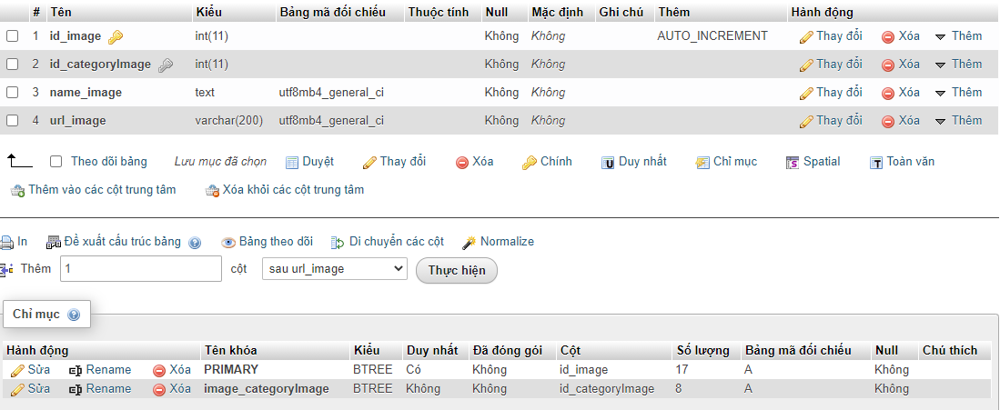 # Tên Kiểu Bảng mã đối chiếu Thuộc tính Null Mặc định Ghi chú Thêm Hành động
1 id_image int(11) Không Không AUTO_INCREMENT Thay đổi Xóa Thêm
2 id_categoryImage int(11) Không Không Thay đổi Xóa Thêm
3 name_image text utf8mb4_general_ci Không Không Thay đổi Xóa Thêm
4 url_image varchar(200) utf8mb4_general_ci Không Không Thay đổi Xóa Thêm
Theo dõi bảng Lưu mục đã chọn Duyệt Thay đổi Xóa Chính U Duy nhất Chỉ mục S Spatial T Toàn văn
Thêm vào các cột trung tâm Xóa khỏi các cột trung tâm
In Đề xuất cấu trúc bảng Bảng theo dõi Di chuyển các cột Normalize
Thêm 1 cột sau url_image Thực hiện
Chỉ mục
Hành động Tên khóa Kiểu Duy nhất Đã đóng gói Cột Số lượng Bảng mã đối chiếu Null Chú thích
Sửa Rename Xóa PRIMARY BTREE Có Không id_image 17 A Không
Sửa Rename Xóa image_categoryImage BTREE Không Không id_categoryImage 8 A Không